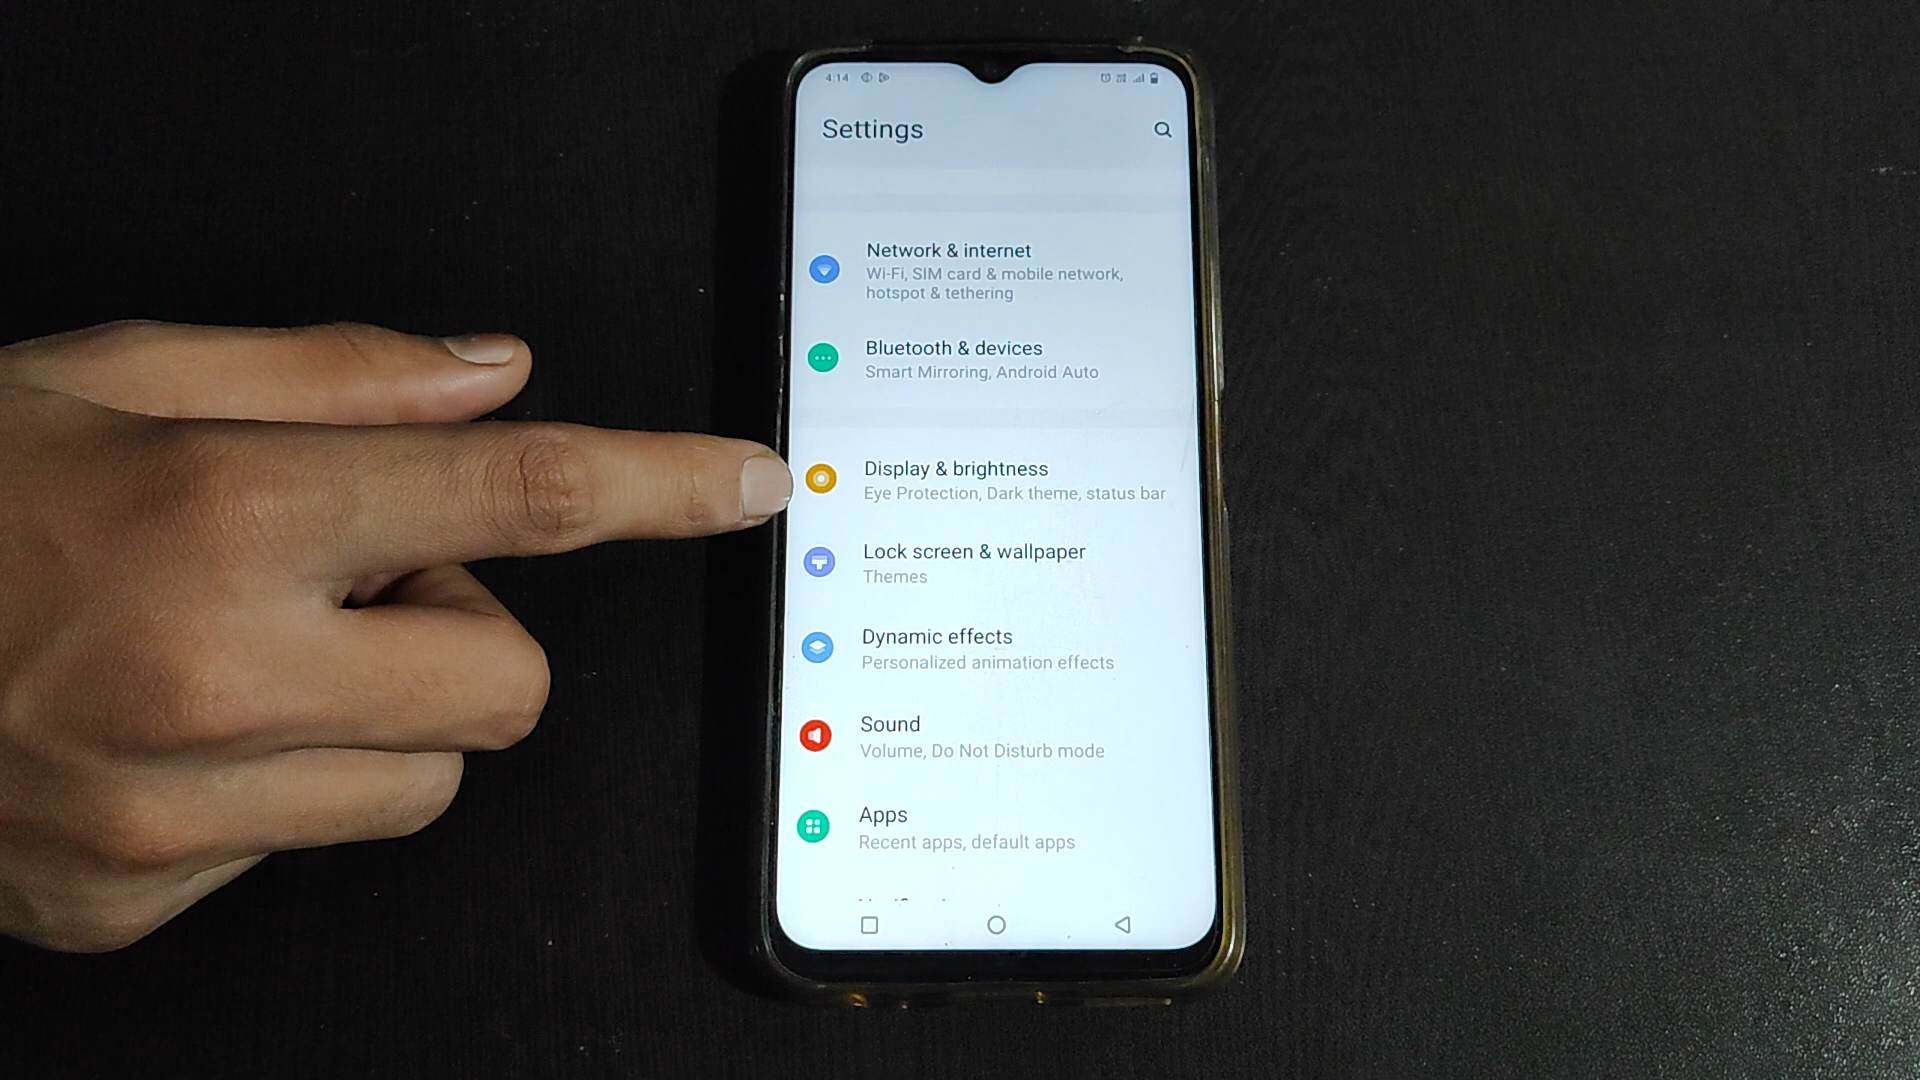 4:14
Settings
Network & internet
Wi-Fi, SIM card & mobile network,
hotspot & tethering
Bluetooth & devices
Smart Mirroring, Android Auto
Display & brightness
Eye Protection, Dark theme, status bar
Lock screen & wallpaper
Themes
Dynamic effects
Personalized animation effects
Sound
Volume, Do Not Disturb mode
Apps
Recent apps, default apps